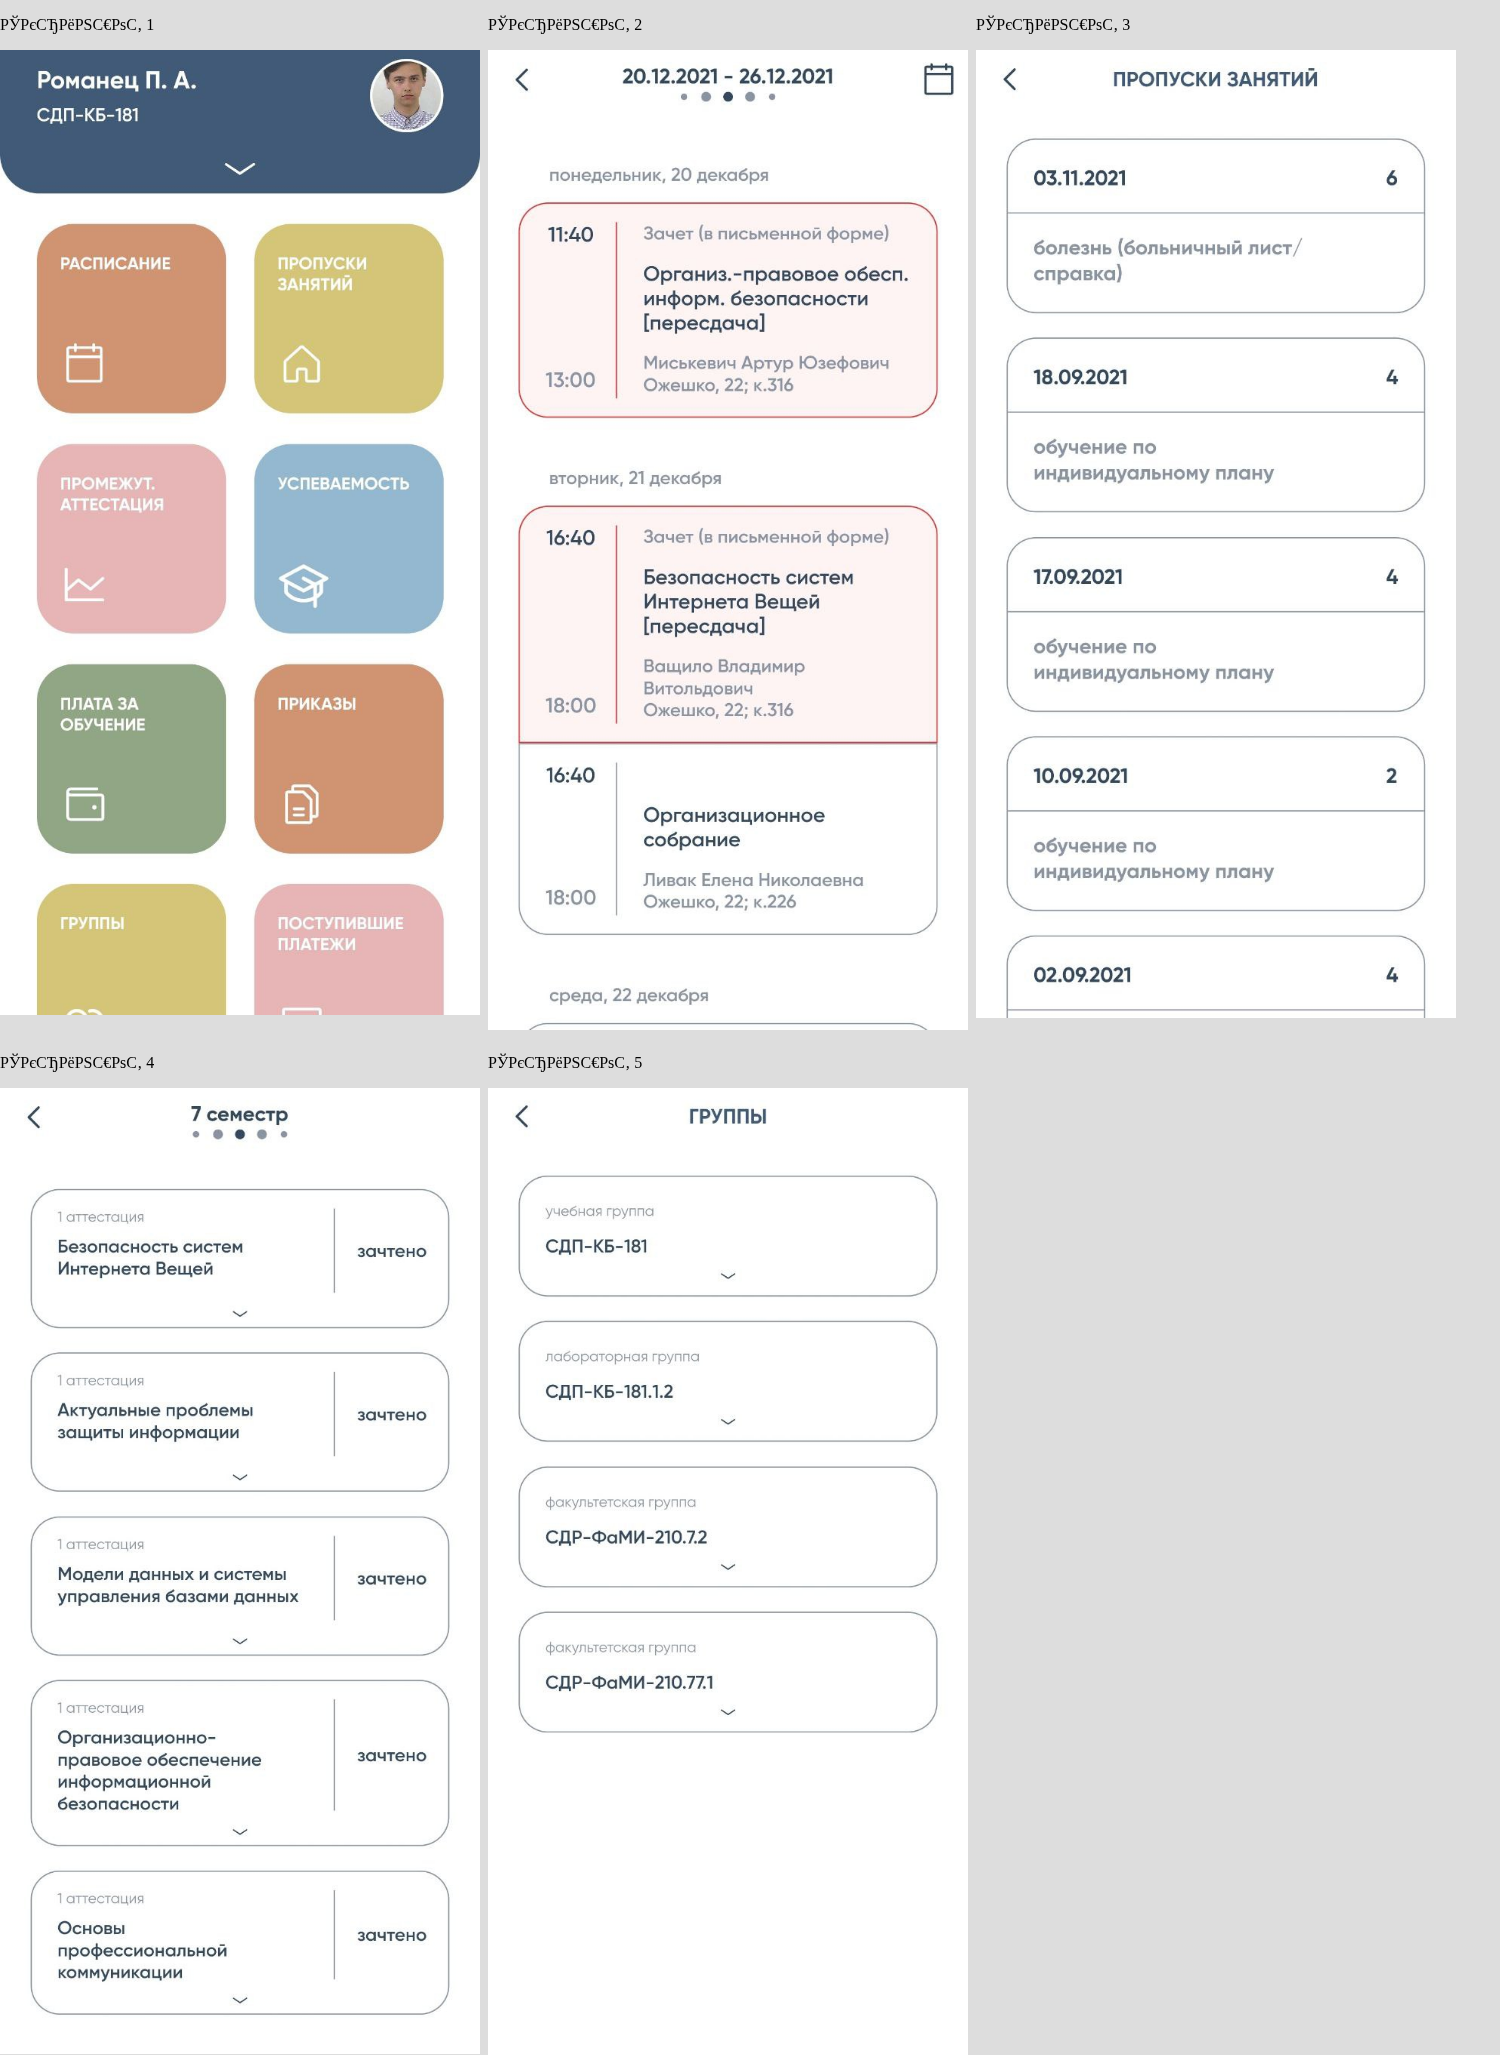 РЎРєСЂРёРЅС€РѕС‚ 1
Романец П. А.
СДП-КБ-181
РАСПИСАНИЕ
ПРОПУСКИ
ЗАНЯТИЙ
ПРОМЕЖУТ.
АТТЕСТАЦИЯ
УСПЕВАЕМОСТЬ
ПЛАТА ЗА
ОБУЧЕНИЕ
ПРИКАЗЫ
ГРУППЫ
ПОСТУПИВШИЕ
ПЛАТЕЖИ
РЎРєСЂРёРЅС€РѕС‚ 2
20.12.2021 - 26.12.2021
понедельник, 20 декабря
11:40
Зачет (в письменной форме)
Организ.-правовое обесп.
информ. безопасности
[пересдача]
Миськевич Артур Юзефович
Ожешко, 22; к.316
13:00
вторник, 21 декабря
16:40
Зачет (в письменной форме)
Безопасность систем
Интернета Вещей
[пересдача]
Ващило Владимир
Витольдович
Ожешко, 22; к.316
18:00
16:40
Организационное
собрание
Ливак Елена Николаевна
Ожешко, 22; к.226
18:00
среда, 22 декабря
РЎРєСЂРёРЅС€РѕС‚ 3
ПРОПУСКИ ЗАНЯТИЙ
03.11.2021 6
болезнь (больничный лист/
справка)
18.09.2021 4
обучение по
индивидуальному плану
17.09.2021 4
обучение по
индивидуальному плану
10.09.2021 2
обучение по
индивидуальному плану
02.09.2021 4
РЎРєСЂРёРЅС€РѕС‚ 4
7 семестр
1 аттестация
Безопасность систем
Интернета Вещей
зачтено
1 аттестация
Актуальные проблемы
защиты информации
зачтено
1 аттестация
Модели данных и системы
управления базами данных
зачтено
1 аттестация
Организационно-
правовое обеспечение
информационной
безопасности
зачтено
1 аттестация
Основы
профессиональной
коммуникации
зачтено
РЎРєСЂРёРЅС€РѕС‚ 5
ГРУППЫ
учебная группа
СДП-КБ-181
лабораторная группа
СДП-КБ-181.1.2
факультетская группа
СДР-ФаМИ-210.7.2
факультетская группа
СДР-ФаМИ-210.77.1